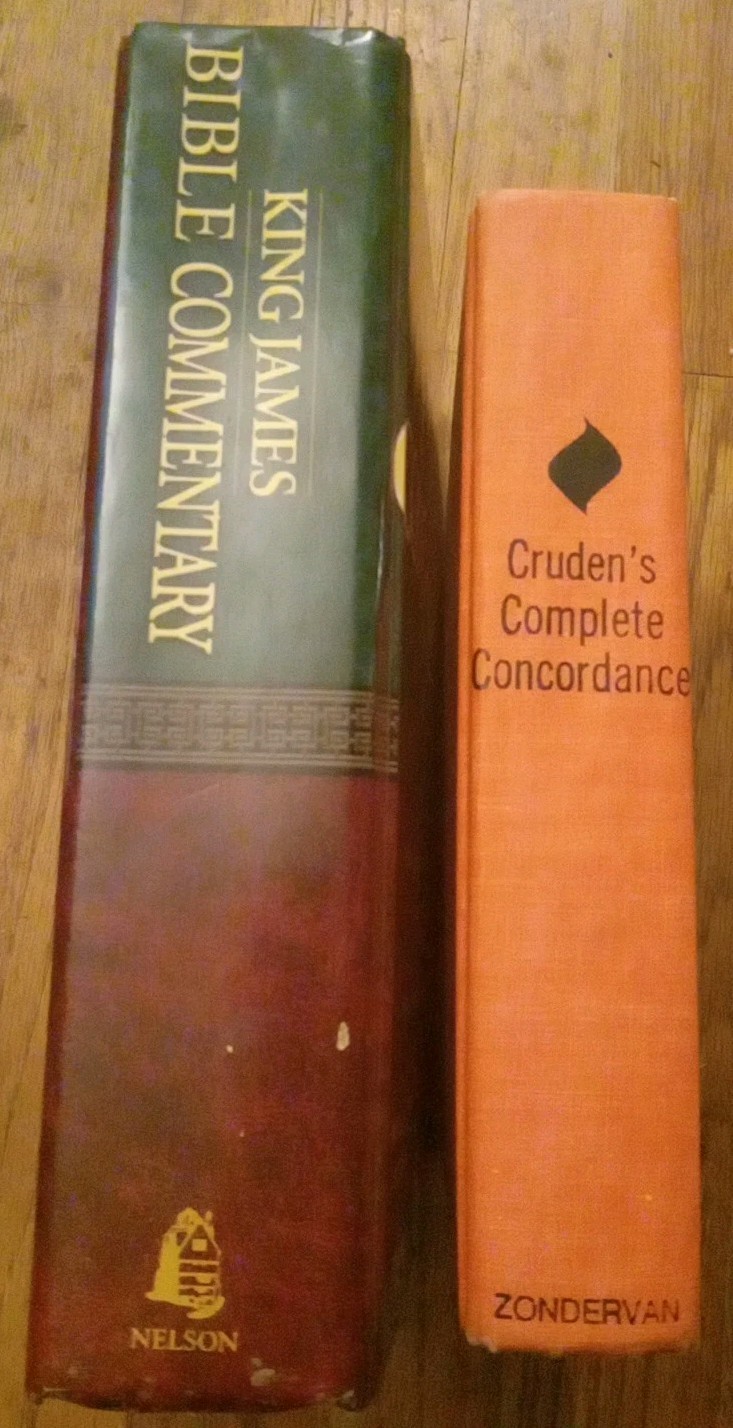 KING JAMES
BIBLE COMMENTARY
NELSON
Cruden's
Complete
Concordance
ZONDERVAN